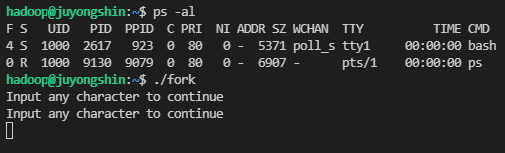 hadoop@juyongshin:~$ ps -al
F S   UID     PID    PPID  C PRI  NI ADDR SZ WCHAN  TTY          TIME CMD
4 S  1000    2617     923  0  80   0 -  5371 poll_s tty1     00:00:00 bash
0 R  1000    9130    9079  0  80   0 -  6907 -      pts/1    00:00:00 ps
hadoop@juyongshin:~$ ./fork
Input any character to continue
Input any character to continue